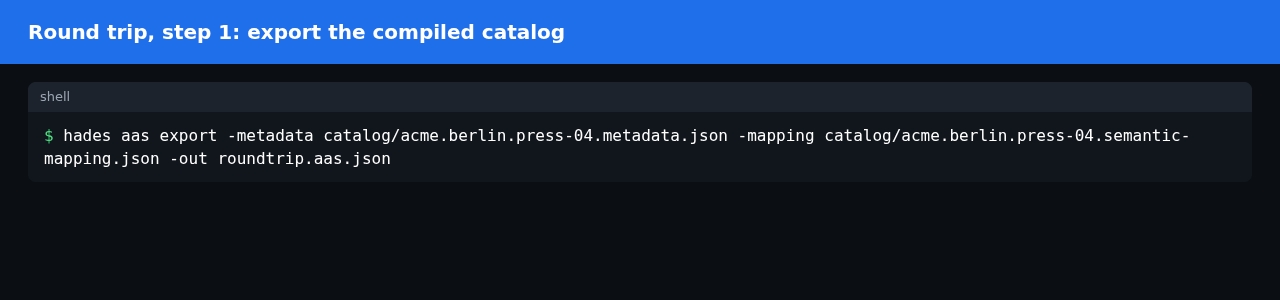 Round trip, step 1: export the compiled catalog
shell
$ hades aas export -metadata catalog/acme.berlin.press-04.metadata.json -mapping catalog/acme.berlin.press-04.semantic-
mapping.json -out roundtrip.aas.json